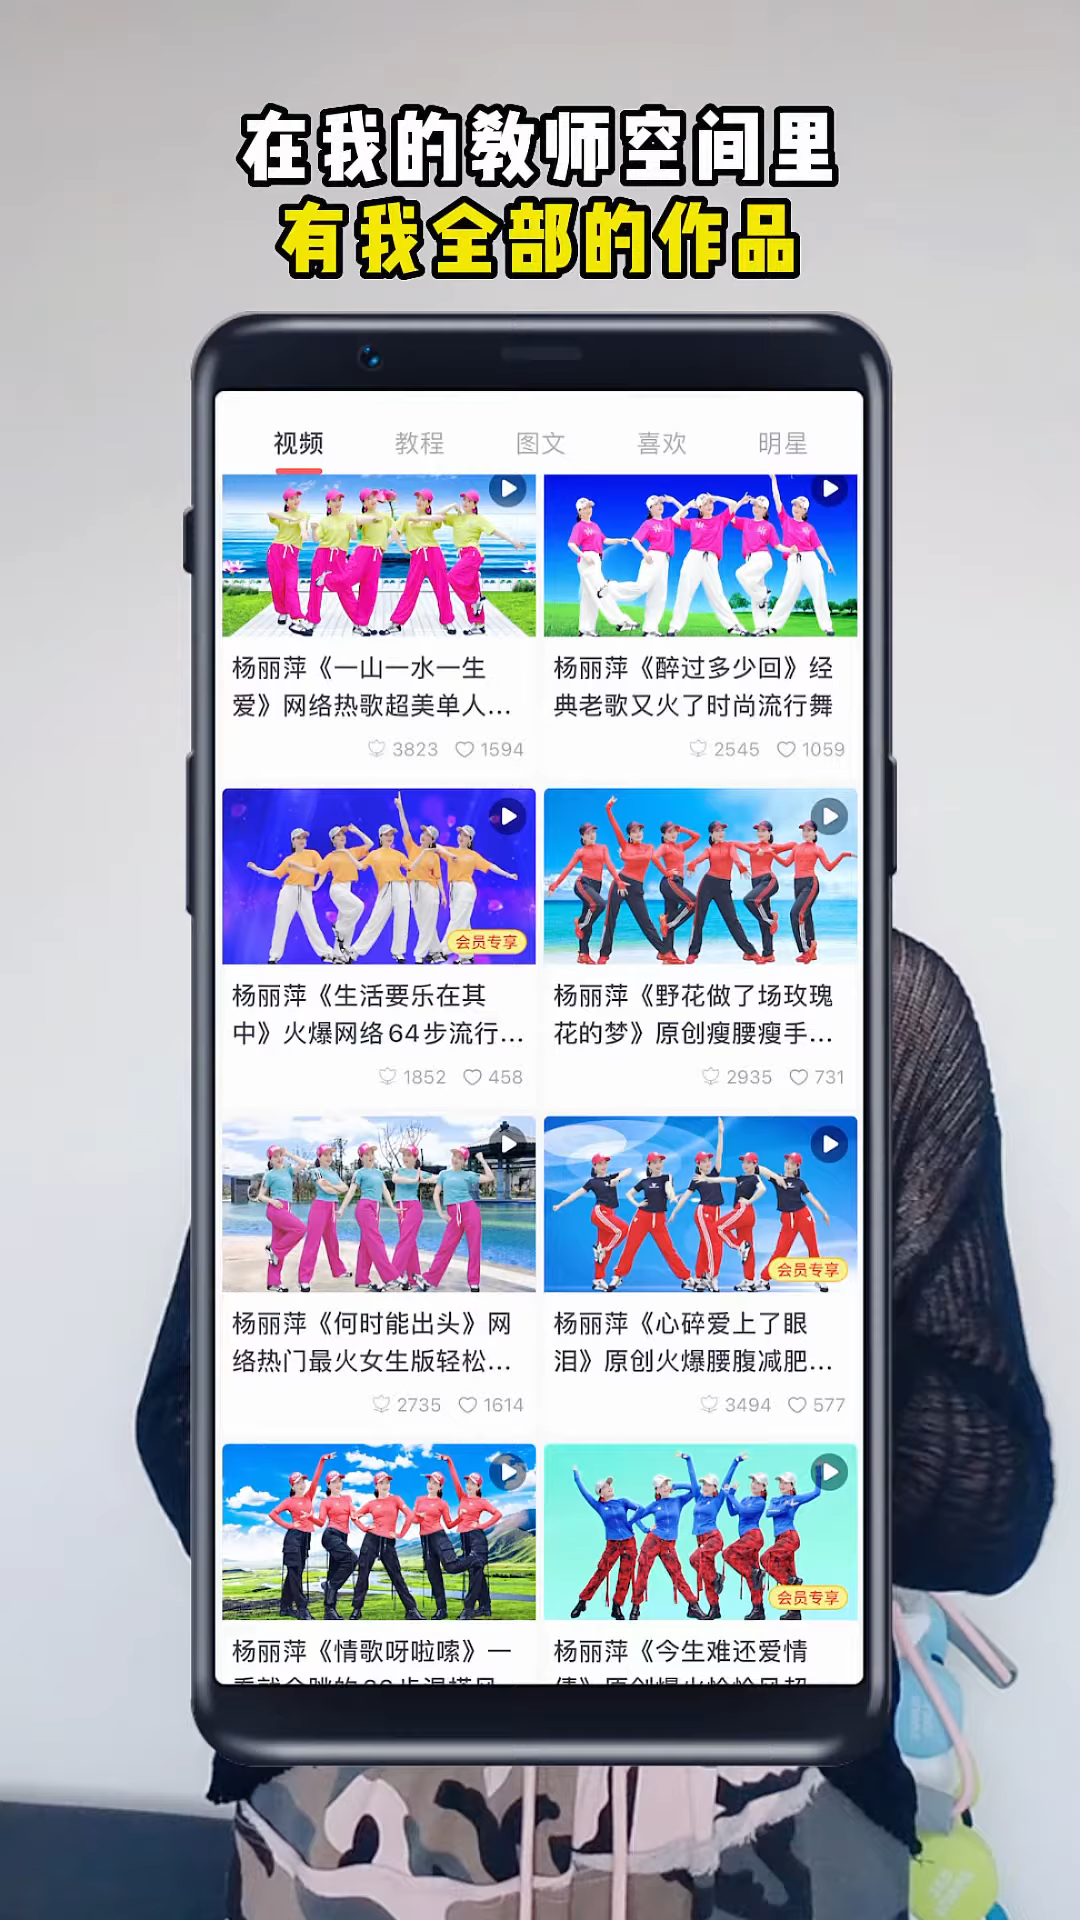 在我的教师空间里
有我全部的作品
视频 教程 图文 喜欢 明星
杨丽萍《一山一水一生
爱》网络热歌超美单人...
3823 1594
杨丽萍《醉过多少回》经
典老歌又火了时尚流行舞
2545 1059
会员专享
杨丽萍《生活要乐在其
中》火爆网络64步流行...
1852 458
杨丽萍《野花做了场玫瑰
花的梦》原创瘦腰瘦手...
2935 731
杨丽萍《何时能出头》网
络热门最火女生版轻松...
2735 1614
会员专享
杨丽萍《心碎爱上了眼
泪》原创火爆腰腹减肥...
3494 577
杨丽萍《情歌呀啦嗦》一
会员专享
杨丽萍《今生难还爱情